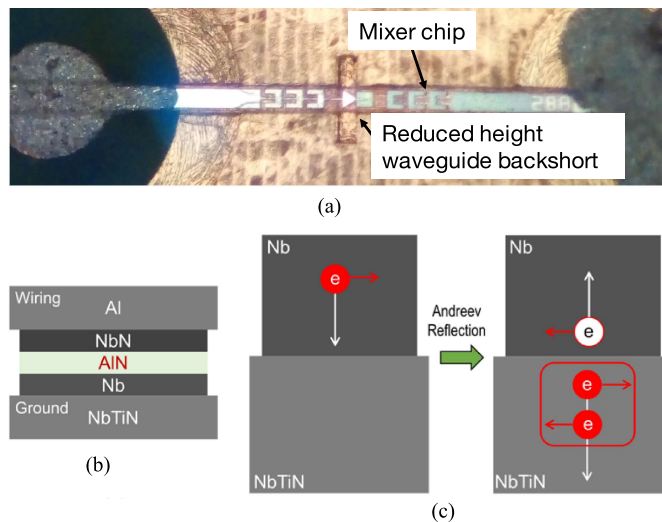 Mixer chip
288
Reduced height
waveguide backshort
(a)
Wiring
Al
NbN
AlN
Nb
Ground
NbTiN
(b)
Nb
e
NbTiN
Andreev
Reflection
Nb
e
e
e
NbTiN
(c)